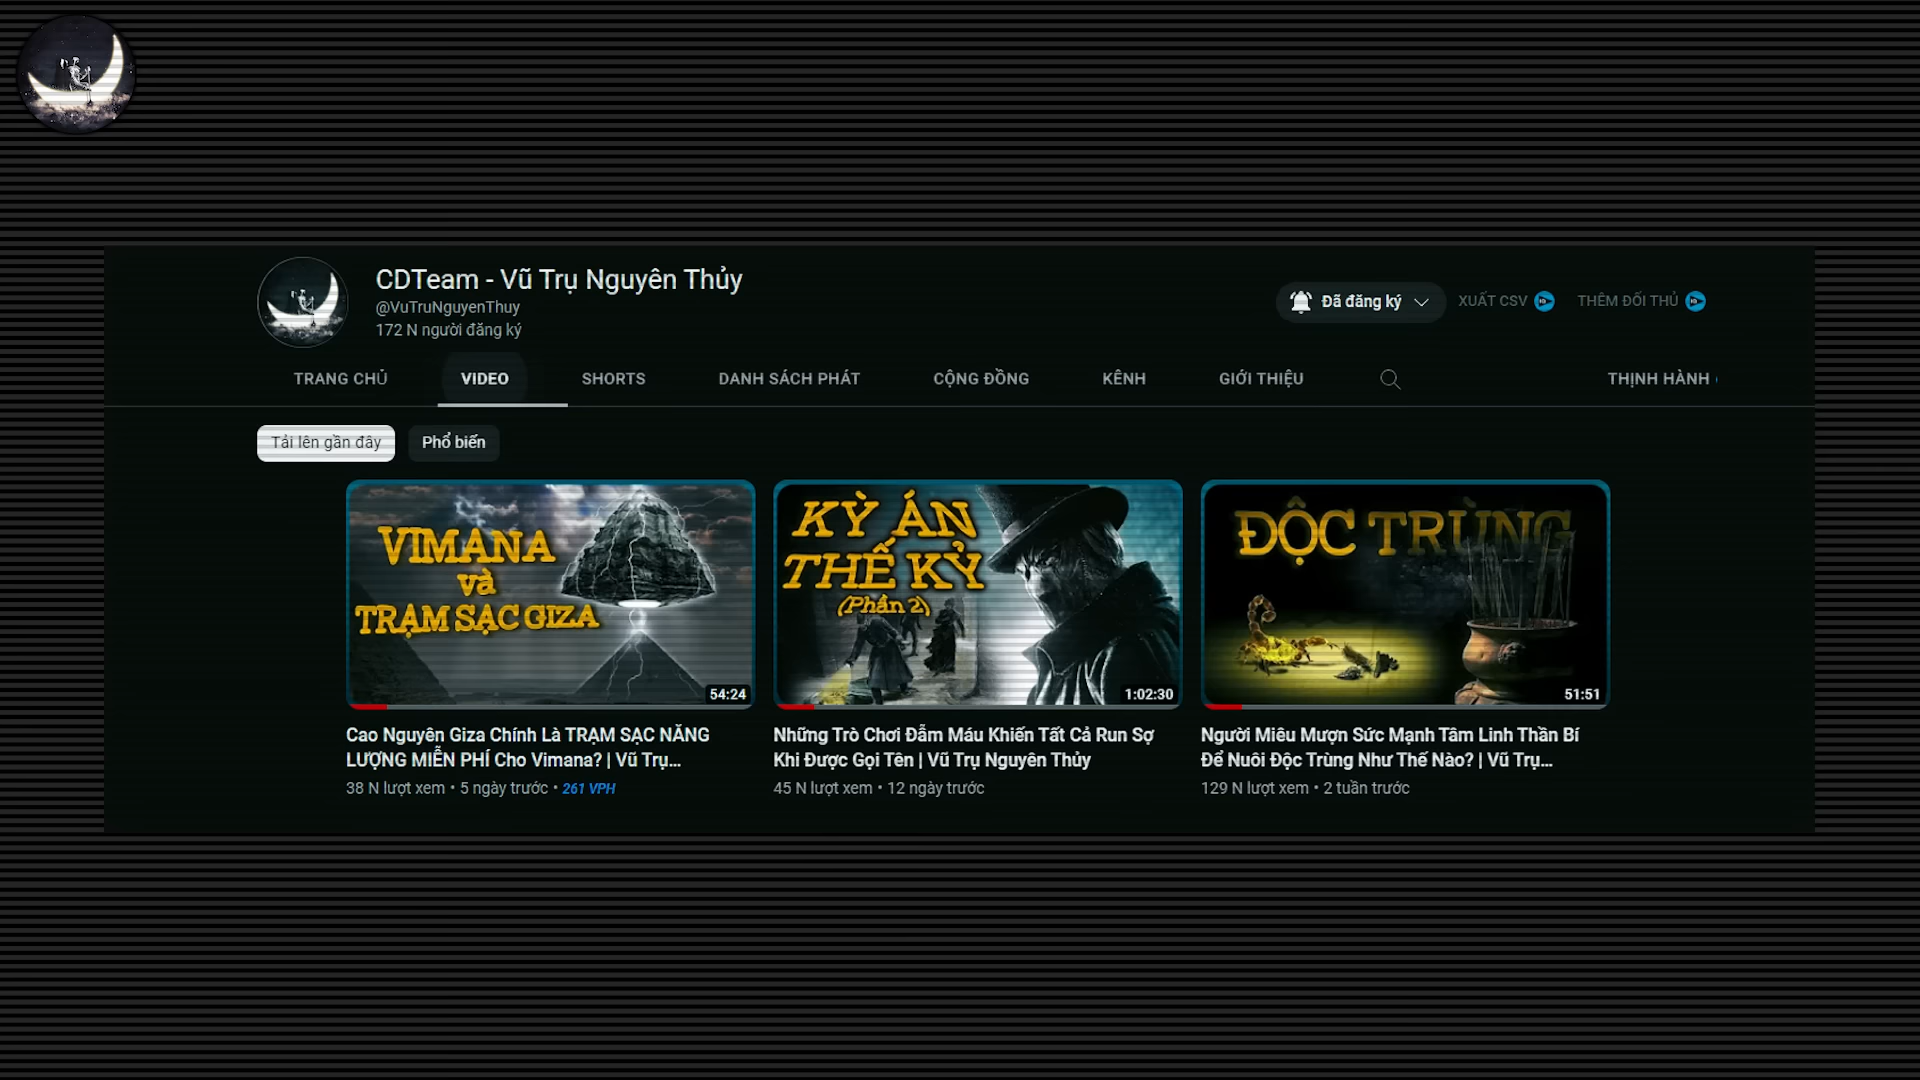 CDTeam - Vũ Trụ Nguyên Thủy
@VuTruNguyenThuy
172 N người đăng ký
Đã đăng ký
XUẤT CSV
THÊM ĐỐI THỦ
TRANG CHỦ
VIDEO
SHORTS
DANH SÁCH PHÁT
CỘNG ĐỒNG
KÊNH
GIỚI THIỆU
THỊNH HÀNH
Tải lên gần đây
Phổ biến
VIMANA
và
TRẠM SẠC GIZA
54:24
KỲ ÁN
THẾ KỶ
(Phần 2)
1:02:30
ĐỘC TRÙNG
51:51
Cao Nguyên Giza Chính Là TRẠM SẠC NĂNG
LƯỢNG MIỄN PHÍ Cho Vimana? | Vũ Trụ...
38 N lượt xem • 5 ngày trước • 261 VPH
Những Trò Chơi Đẫm Máu Khiến Tất Cả Run Sợ
Khi Được Gọi Tên | Vũ Trụ Nguyên Thủy
45 N lượt xem • 12 ngày trước
Người Miêu Mượn Sức Mạnh Tâm Linh Thần Bí
Để Nuôi Độc Trùng Như Thế Nào? | Vũ Trụ...
129 N lượt xem • 2 tuần trước